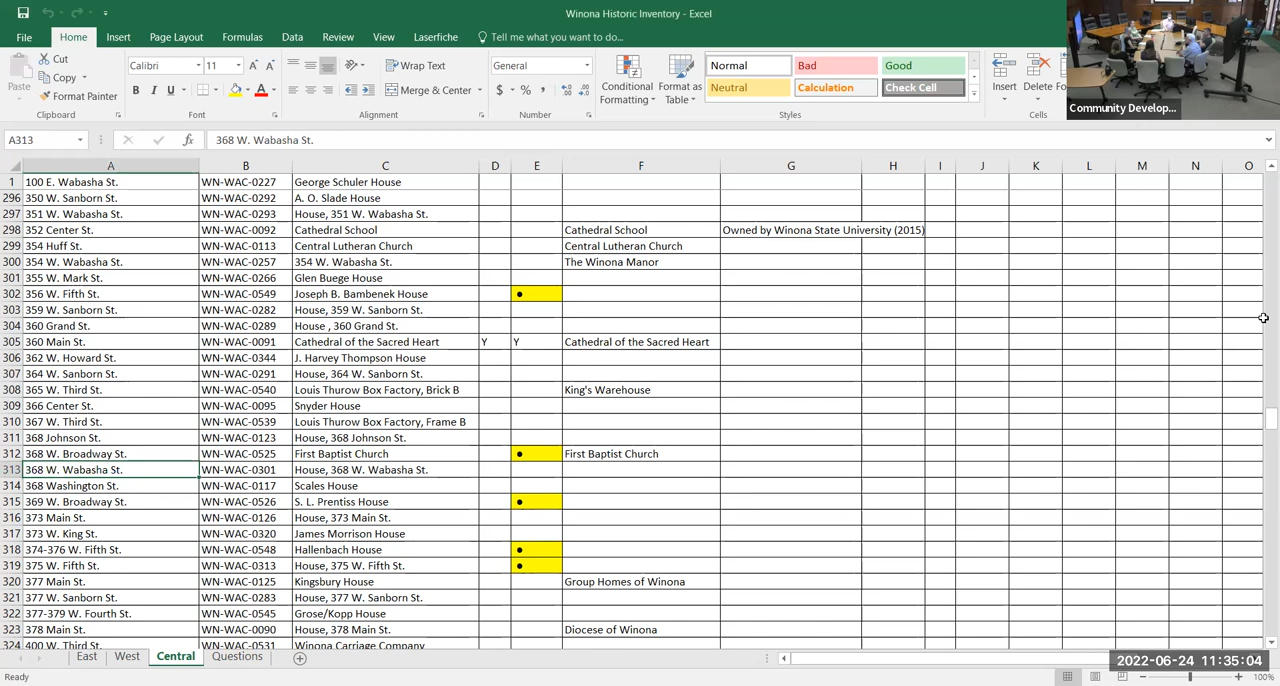 Winona Historic Inventory - Excel
File Home Insert Page Layout Formulas Data Review View Laserfiche Tell me what you want to do...
Paste Cut Copy Format Painter Calibri 11 Wrap Text Merge & Center General Conditional Formatting Format as Table Normal Bad Good Neutral Calculation Check Cell Insert Delete Fo
Clipboard Font Alignment Number Styles Cells
Community Develop...
A313 fx 368 W. Wabasha St.
A B C D E F G H I J K L M N O
1 100 E. Wabasha St. WN-WAC-0227 George Schuler House
296 350 W. Sanborn St. WN-WAC-0292 A. O. Slade House
297 351 W. Wabasha St. WN-WAC-0293 House, 351 W. Wabasha St.
298 352 Center St. WN-WAC-0092 Cathedral School Cathedral School Owned by Winona State University (2015)
299 354 Huff St. WN-WAC-0113 Central Lutheran Church Central Lutheran Church
300 354 W. Wabasha St. WN-WAC-0257 354 W. Wabasha St. The Winona Manor
301 355 W. Mark St. WN-WAC-0266 Glen Buege House
302 356 W. Fifth St. WN-WAC-0549 Joseph B. Bambenek House ●
303 359 W. Sanborn St. WN-WAC-0282 House, 359 W. Sanborn St.
304 360 Grand St. WN-WAC-0289 House , 360 Grand St.
305 360 Main St. WN-WAC-0091 Cathedral of the Sacred Heart Y Y Cathedral of the Sacred Heart
306 362 W. Howard St. WN-WAC-0344 J. Harvey Thompson House
307 364 W. Sanborn St. WN-WAC-0291 House, 364 W. Sanborn St.
308 365 W. Third St. WN-WAC-0540 Louis Thurow Box Factory, Brick B King's Warehouse
309 366 Center St. WN-WAC-0095 Snyder House
310 367 W. Third St. WN-WAC-0539 Louis Thurow Box Factory, Frame B
311 368 Johnson St. WN-WAC-0123 House, 368 Johnson St.
312 368 W. Broadway St. WN-WAC-0525 First Baptist Church ● First Baptist Church
313 368 W. Wabasha St. WN-WAC-0301 House, 368 W. Wabasha St.
314 368 Washington St. WN-WAC-0117 Scales House
315 369 W. Broadway St. WN-WAC-0526 S. L. Prentiss House ●
316 373 Main St. WN-WAC-0126 House, 373 Main St.
317 373 W. King St. WN-WAC-0320 James Morrison House
318 374-376 W. Fifth St. WN-WAC-0548 Hallenbach House ●
319 375 W. Fifth St. WN-WAC-0313 House, 375 W. Fifth St. ●
320 377 Main St. WN-WAC-0125 Kingsbury House Group Homes of Winona
321 377 W. Sanborn St. WN-WAC-0283 House, 377 W. Sanborn St.
322 377-379 W. Fourth St. WN-WAC-0545 Grose/Kopp House
323 378 Main St. WN-WAC-0090 House, 378 Main St. Diocese of Winona
324 400 W. Third St. WN-WAC-0531 Winona Carriage Company
East West Central Questions
2022-06-24 11:35:04
Ready 100%